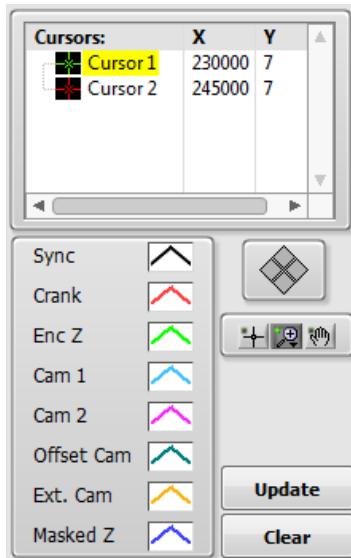 Cursors: X Y
Cursor 1 230000 7
Cursor 2 245000 7
Sync
Crank
Enc Z
Cam 1
Cam 2
Offset Cam
Ext. Cam
Masked Z
Update
Clear